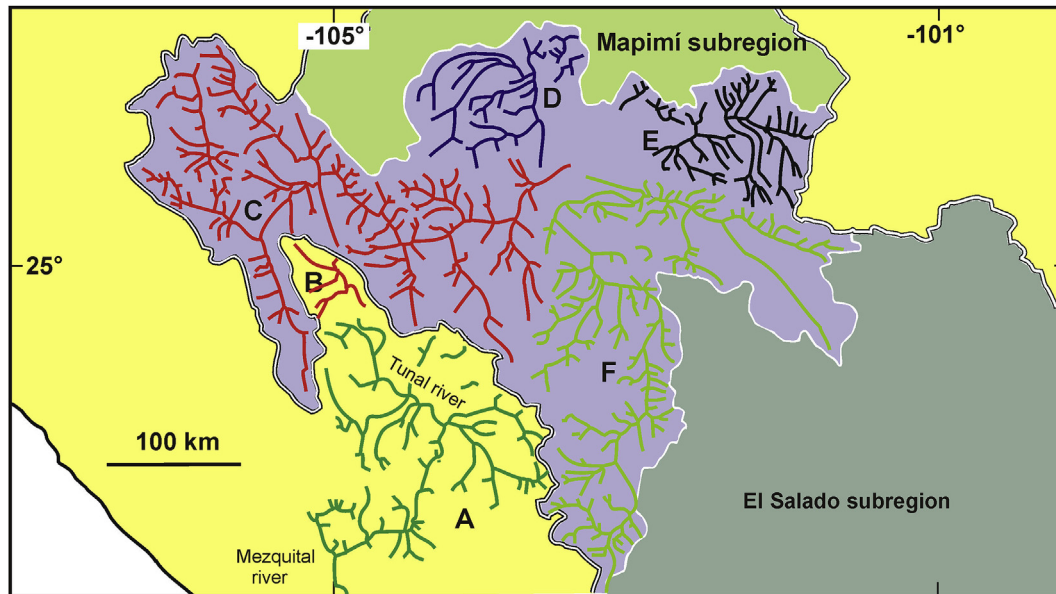 -105°
-101°
Mapimí subregion
D
E
C
25°
B
Tunal river
F
100 km
El Salado subregion
A
Mezquital
river